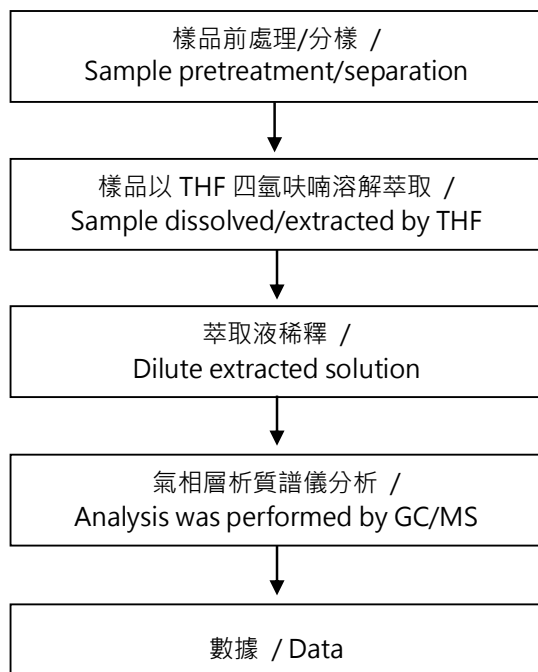 樣品前處理/分樣 /
Sample pretreatment/separation
樣品以 THF 四氫呋喃溶解萃取 /
Sample dissolved/extracted by THF
萃取液稀釋 /
Dilute extracted solution
氣相層析質譜儀分析 /
Analysis was performed by GC/MS
數據 / Data